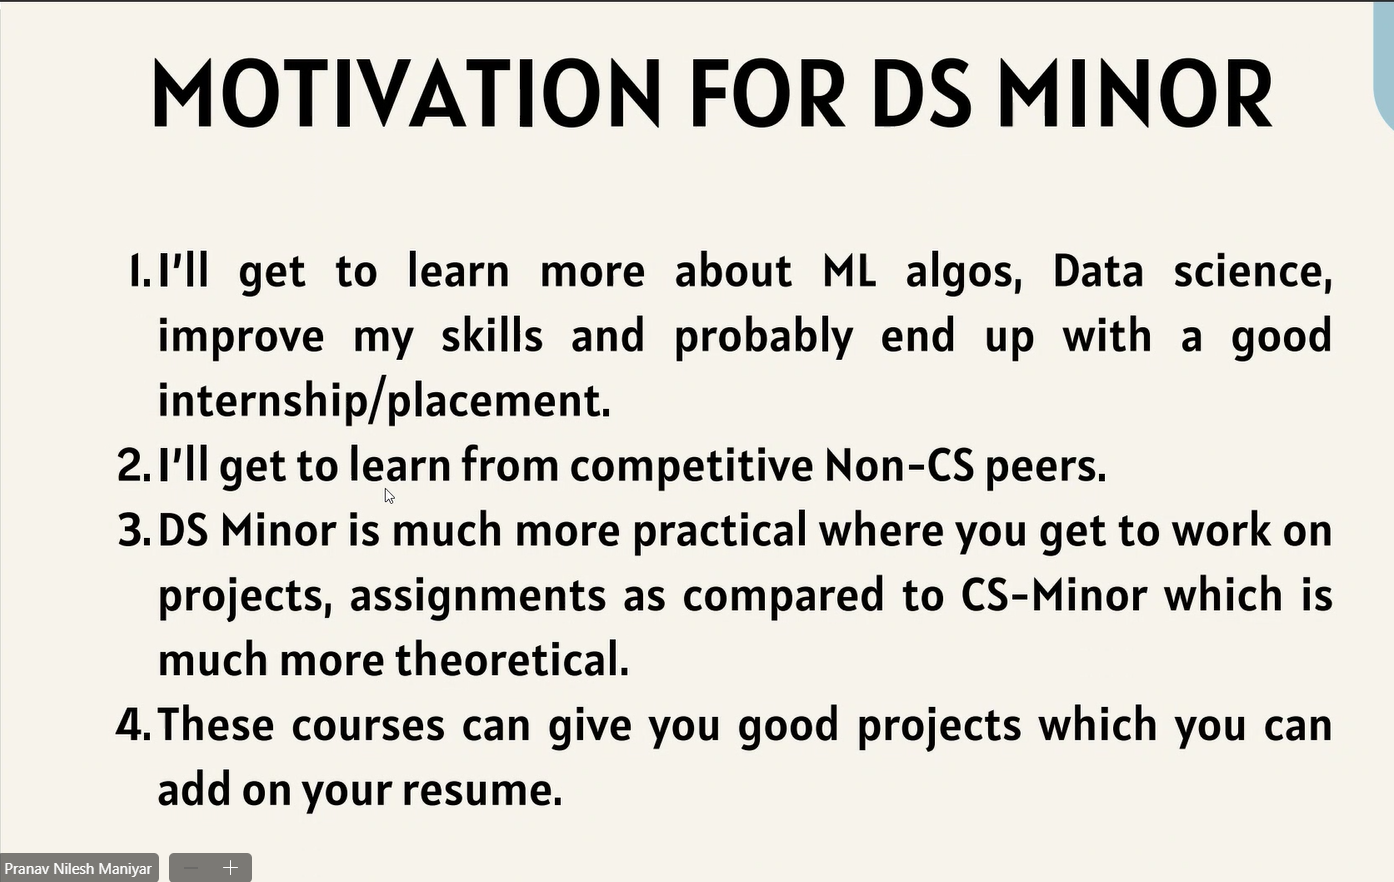 MOTIVATION FOR DS MINOR
1. I'll get to learn more about ML algos, Data science,
improve my skills and probably end up with a good
internship/placement.
2. I'll get to learn from competitive Non-CS peers.
3. DS Minor is much more practical where you get to work on
projects, assignments as compared to CS-Minor which is
much more theoretical.
4. These courses can give you good projects which you can
add on your resume.
Pranav Nilesh Maniyar